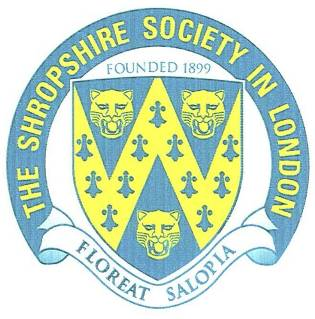 THE SHROPSHIRE SOCIETY IN LONDON
FOUNDED 1899
FLOREAT SALOPIA